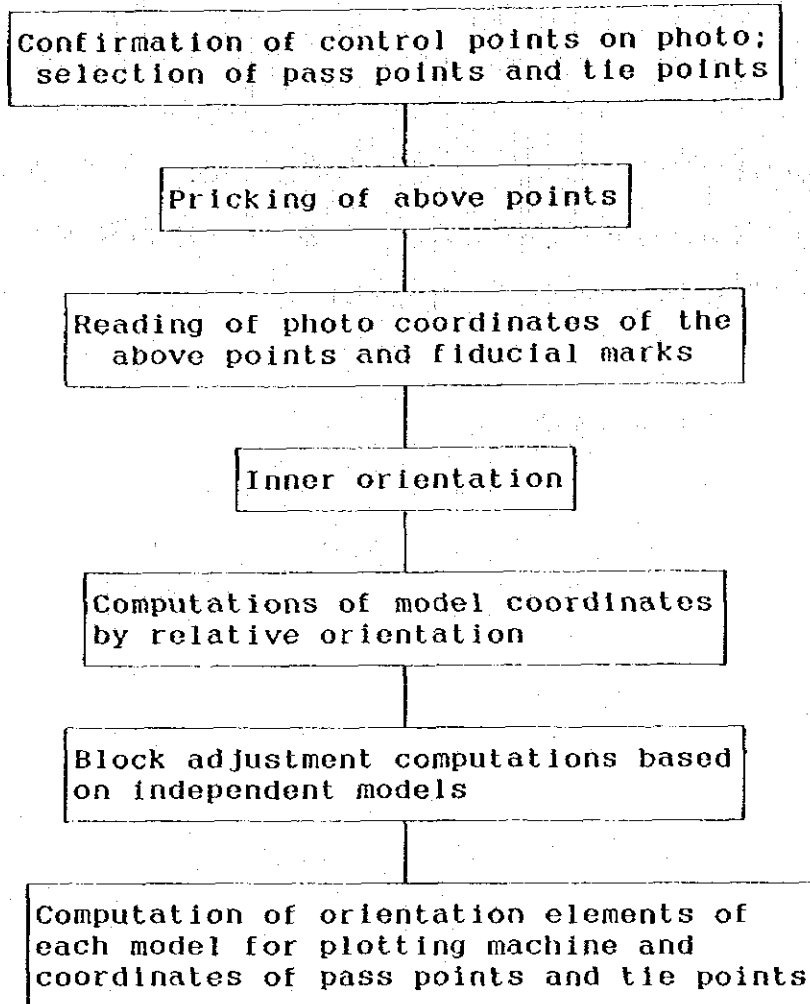 Confirmation of control points on photo;
selection of pass points and tie points
Pricking of above points
Reading of photo coordinates of the
above points and fiducial marks
Inner orientation
Computations of model coordinates
by relative orientation
Block adjustment computations based
on independent models
Computation of orientation elements of
each model for plotting machine and
coordinates of pass points and tie points